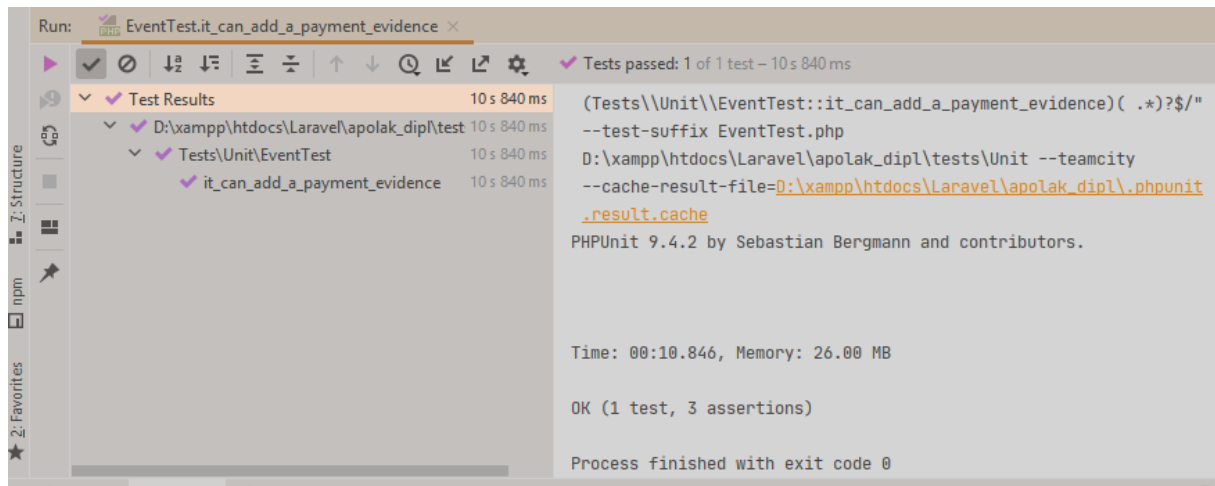 Run: PHP EventTest.it_can_add_a_payment_evidence ×
Tests passed: 1 of 1 test – 10 s 840 ms
Test Results 10 s 840 ms
D:\xampp\htdocs\Laravel\apolak_dipl\test 10 s 840 ms
Tests\Unit\EventTest 10 s 840 ms
it_can_add_a_payment_evidence 10 s 840 ms
(Tests\\Unit\\EventTest::it_can_add_a_payment_evidence)( .*)?$/"
--test-suffix EventTest.php
D:\xampp\htdocs\Laravel\apolak_dipl\tests\Unit --teamcity
--cache-result-file=D:\xampp\htdocs\Laravel\apolak_dipl\.phpunit
.result.cache
PHPUnit 9.4.2 by Sebastian Bergmann and contributors.
Time: 00:10.846, Memory: 26.00 MB
OK (1 test, 3 assertions)
Process finished with exit code 0
7: Structure
npm
2: Favorites